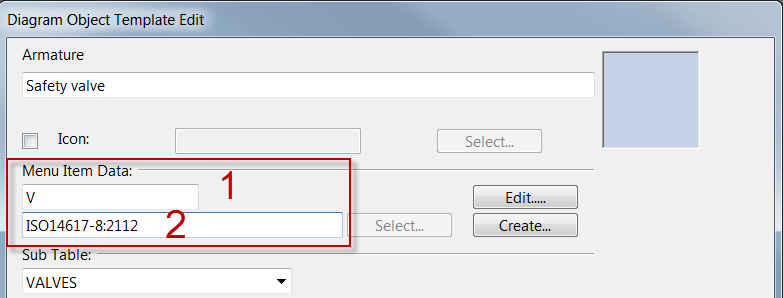 Diagram Object Template Edit
Armature
Safety valve
Icon:
Select...
Menu Item Data:
1
V
Edit.....
ISO14617-8:2112
2
Select...
Create...
Sub Table:
VALVES